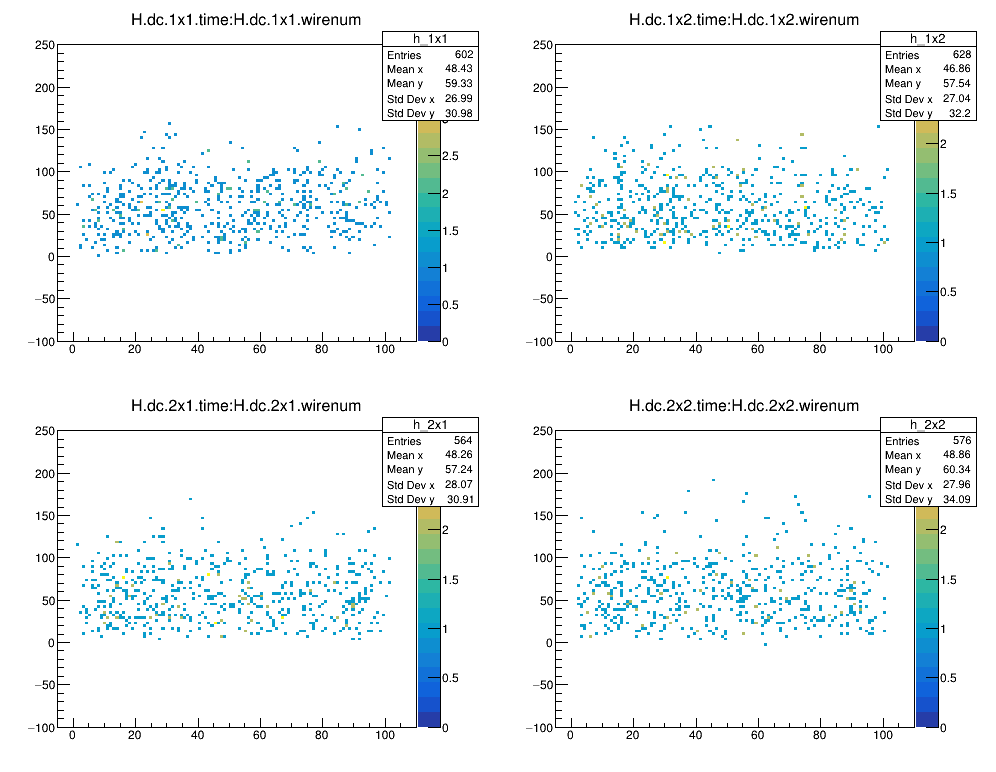 H.dc.1x1.time:H.dc.1x1.wirenum
h_1x1
Entries 602
Mean x 48.43
Mean y 59.33
Std Dev x 26.99
Std Dev y 30.98
250
200
150
100
50
0
−50
−100
0 20 40 60 80 100
2.5
2
1.5
1
0.5
0
H.dc.1x2.time:H.dc.1x2.wirenum
h_1x2
Entries 628
Mean x 46.86
Mean y 57.54
Std Dev x 27.04
Std Dev y 32.2
250
200
150
100
50
0
−50
−100
0 20 40 60 80 100
2
1.5
1
0.5
0
H.dc.2x1.time:H.dc.2x1.wirenum
h_2x1
Entries 564
Mean x 48.26
Mean y 57.24
Std Dev x 28.07
Std Dev y 30.91
250
200
150
100
50
0
−50
−100
0 20 40 60 80 100
2
1.5
1
0.5
0
H.dc.2x2.time:H.dc.2x2.wirenum
h_2x2
Entries 576
Mean x 48.86
Mean y 60.34
Std Dev x 27.96
Std Dev y 34.09
250
200
150
100
50
0
−50
−100
0 20 40 60 80 100
2
1.5
1
0.5
0